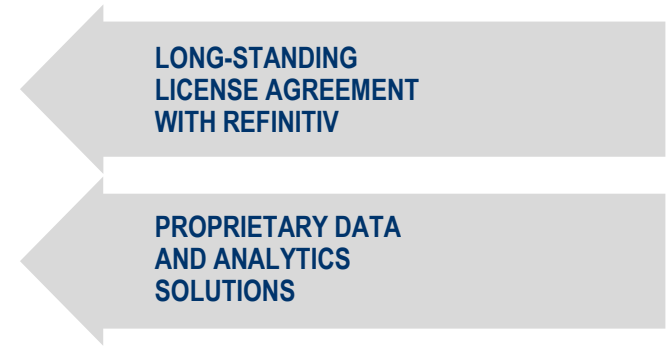 LONG-STANDING
LICENSE AGREEMENT
WITH REFINITIV
PROPRIETARY DATA
AND ANALYTICS
SOLUTIONS